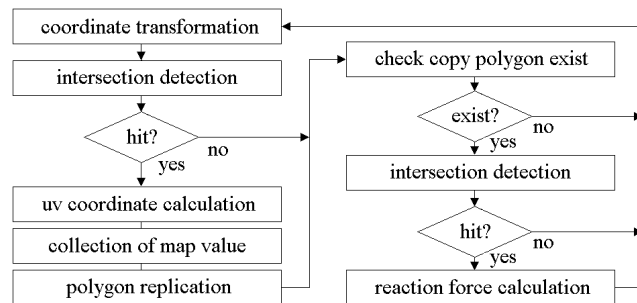 coordinate transformation
intersection detection
hit?
no
yes
uv coordinate calculation
collection of map value
polygon replication
check copy polygon exist
exist?
no
yes
intersection detection
hit?
no
yes
reaction force calculation